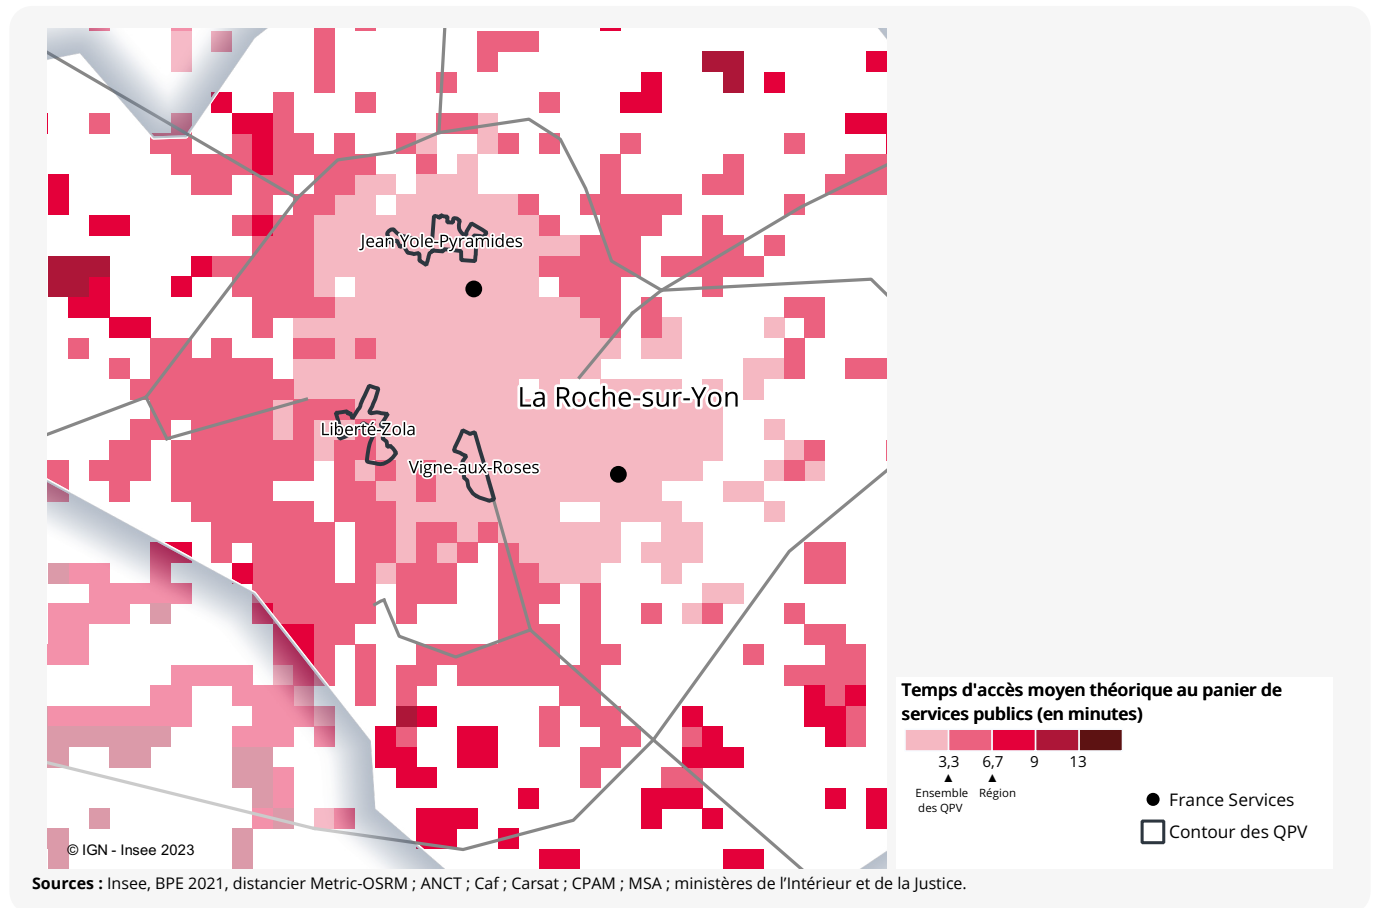 Jean Yole-Pyramides
La Roche-sur-Yon
Liberté-Zola
Vigne-aux-Roses
Temps d'accès moyen théorique au panier de
services publics (en minutes)
3,3 6,7 9 13
Ensemble
des QPV
Région
France Services
Contour des QPV
© IGN - Insee 2023
Sources : Insee, BPE 2021, distancier Metric-OSRM ; ANCT ; Caf ; Carsat ; CPAM ; MSA ; ministères de l’Intérieur et de la Justice.